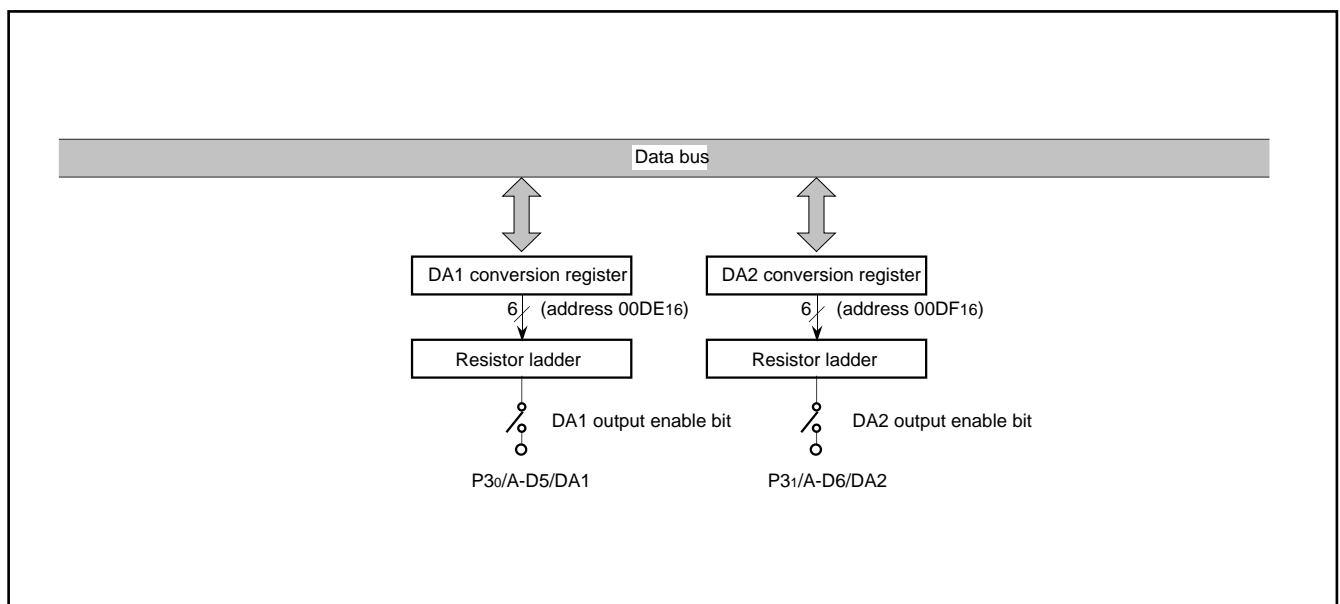 Data bus
DA1 conversion register DA2 conversion register
6 (address 00DE16) 6 (address 00DF16)
Resistor ladder Resistor ladder
DA1 output enable bit DA2 output enable bit
P30/A-D5/DA1 P31/A-D6/DA2